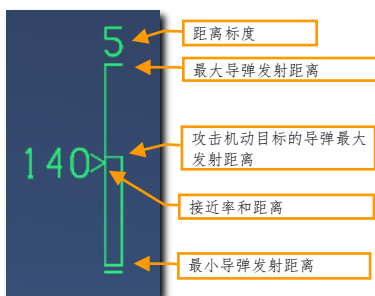 5
距离标度
最大导弹发射距离
攻击机动目标的导弹最大
发射距离
140>
接近率和距离
最小导弹发射距离